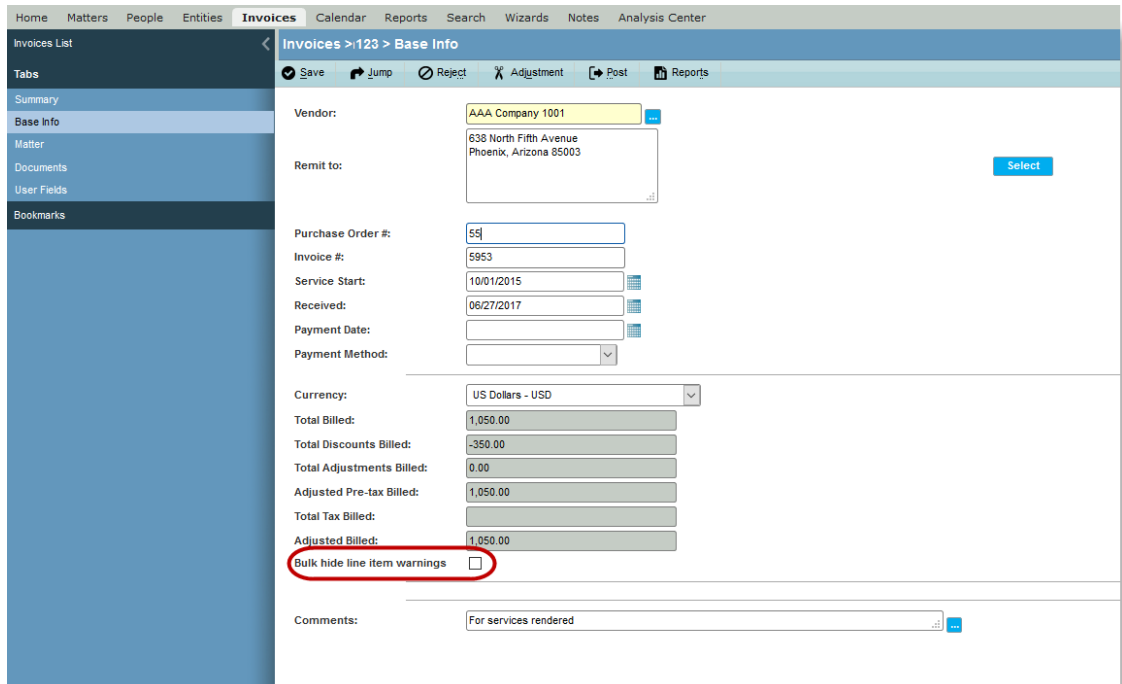 Home Matters People Entities Invoices Calendar Reports Search Wizards Notes Analysis Center
Invoices List
Invoices >:123 > Base Info
Tabs
Save Jump Reject Adjustment Post Reports
Summary
Base Info
Matter
Documents
User Fields
Bookmarks
Vendor: AAA Company 1001 ...
Remit to: 638 North Fifth Avenue
Phoenix, Arizona 85003
Select
Purchase Order #: 55
Invoice #: 5953
Service Start: 10/01/2015
Received: 06/27/2017
Payment Date:
Payment Method:
Currency: US Dollars - USD
Total Billed: 1,050.00
Total Discounts Billed: -350.00
Total Adjustments Billed: 0.00
Adjusted Pre-tax Billed: 1,050.00
Total Tax Billed:
Adjusted Billed: 1,050.00
Bulk hide line item warnings
Comments: For services rendered ...